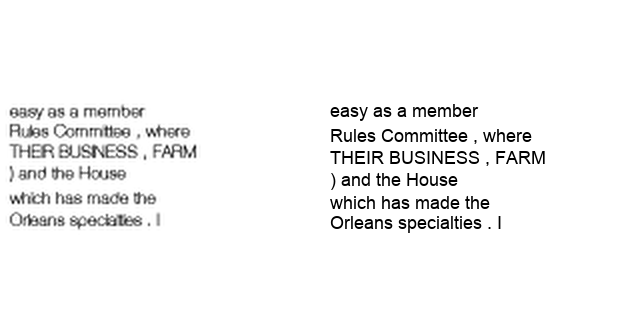 easy as a member
Rules Committee , where
THEIR BUSINESS , FARM
) and the House
which has made the
Orleans specialties . I
easy as a member
Rules Committee , where
THEIR BUSINESS , FARM
) and the House
which has made the
Orleans specialties . I